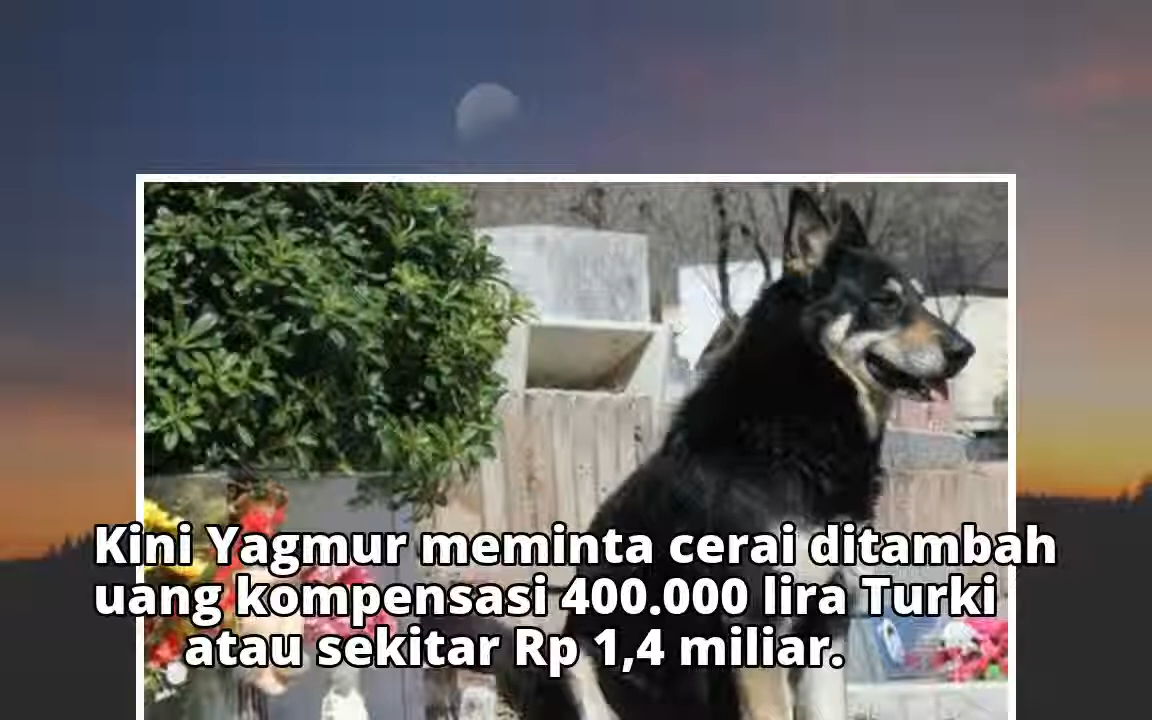 Kini Yagmur meminta cerai ditambah
uang kompensasi 400.000 lira Turki
atau sekitar Rp 1,4 miliar.